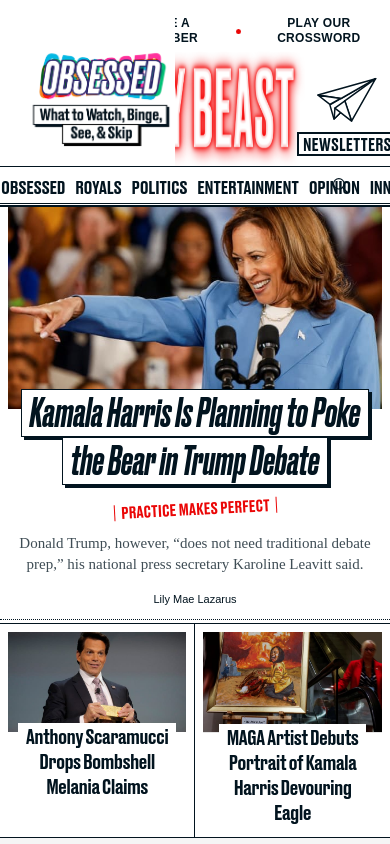 E A
BER
PLAY OUR
CROSSWORD
OBSESSED
What to Watch, Binge,
See, & Skip
Y BEAST
NEWSLETTERS
OBSESSED ROYALS POLITICS ENTERTAINMENT OPINION INN
Kamala Harris Is Planning to Poke
the Bear in Trump Debate
PRACTICE MAKES PERFECT
Donald Trump, however, “does not need traditional debate
prep,” his national press secretary Karoline Leavitt said.
Lily Mae Lazarus
Anthony Scaramucci
Drops Bombshell
Melania Claims
MAGA Artist Debuts
Portrait of Kamala
Harris Devouring
Eagle